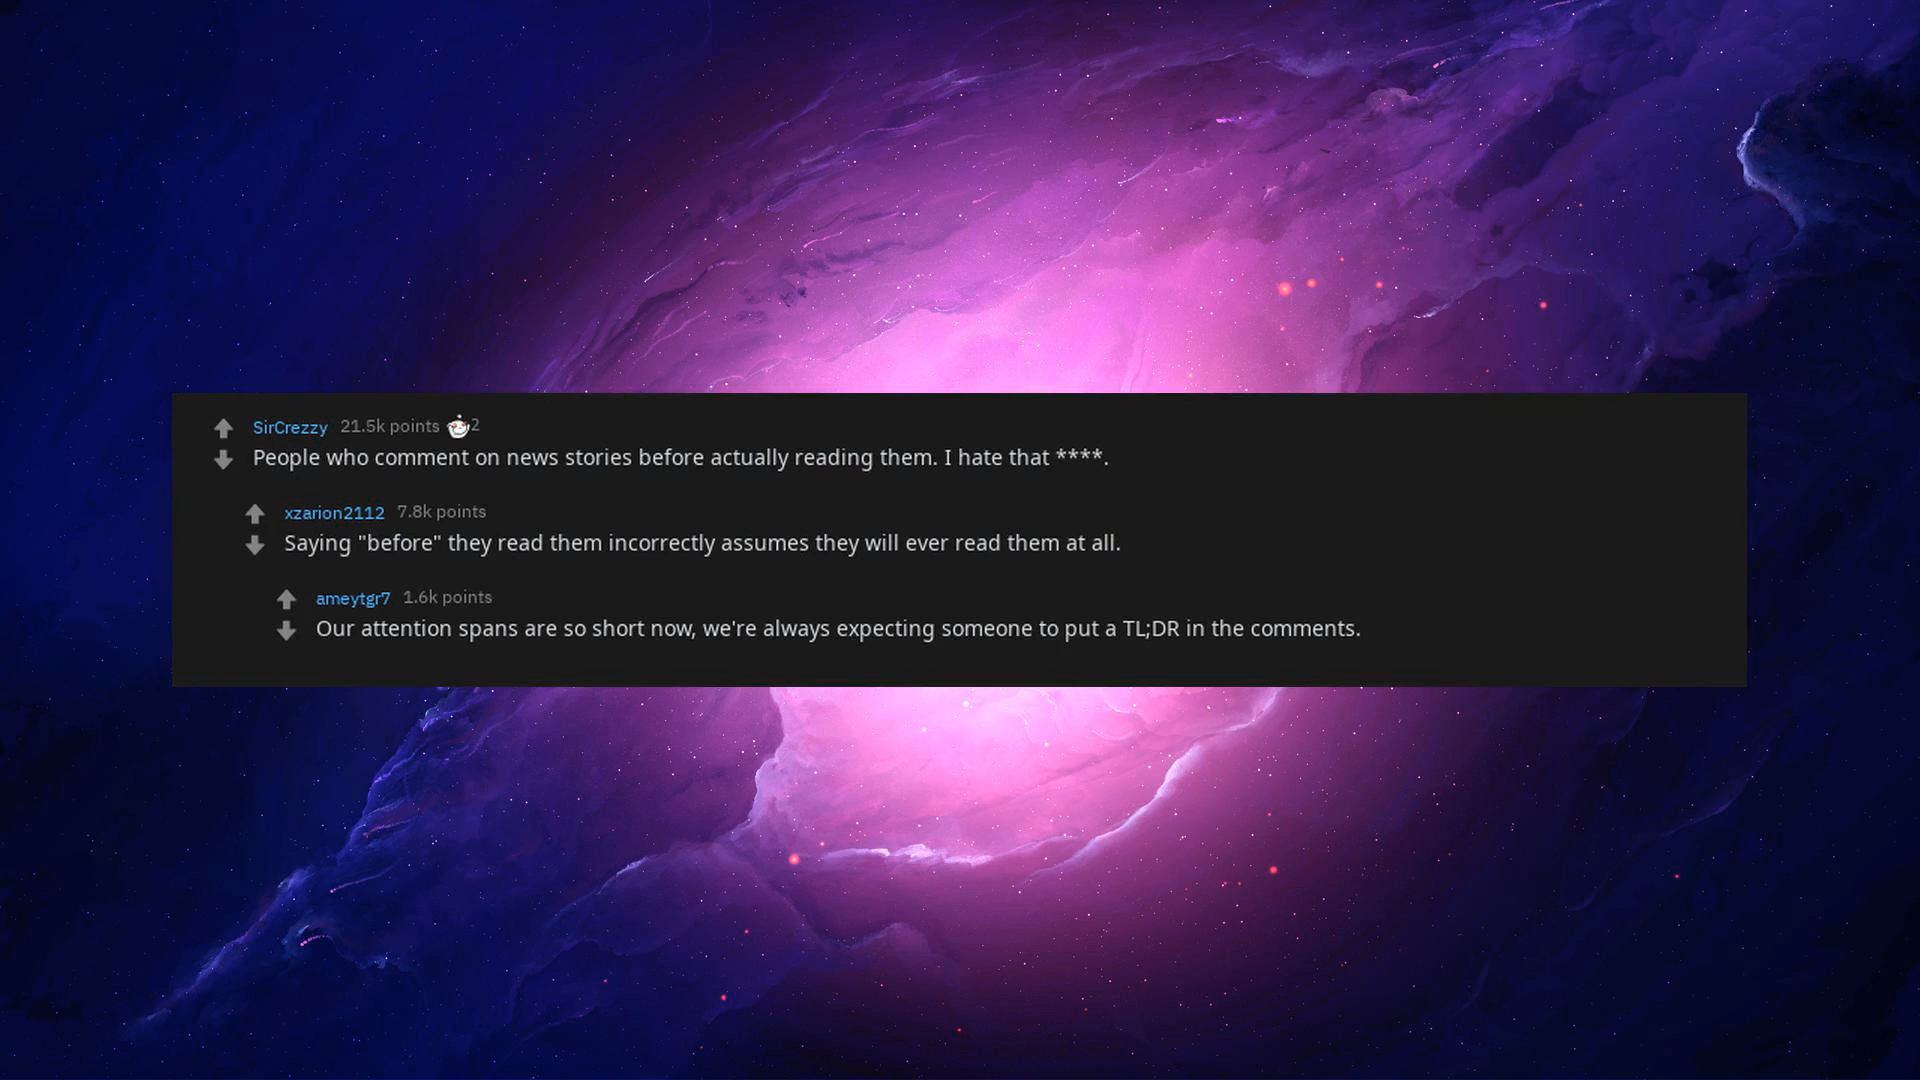 SirCrezzy 21.5k points 2
People who comment on news stories before actually reading them. I hate that ****.
xzarion2112 7.8k points
Saying "before" they read them incorrectly assumes they will ever read them at all.
ameytgr7 1.6k points
Our attention spans are so short now, we're always expecting someone to put a TL;DR in the comments.